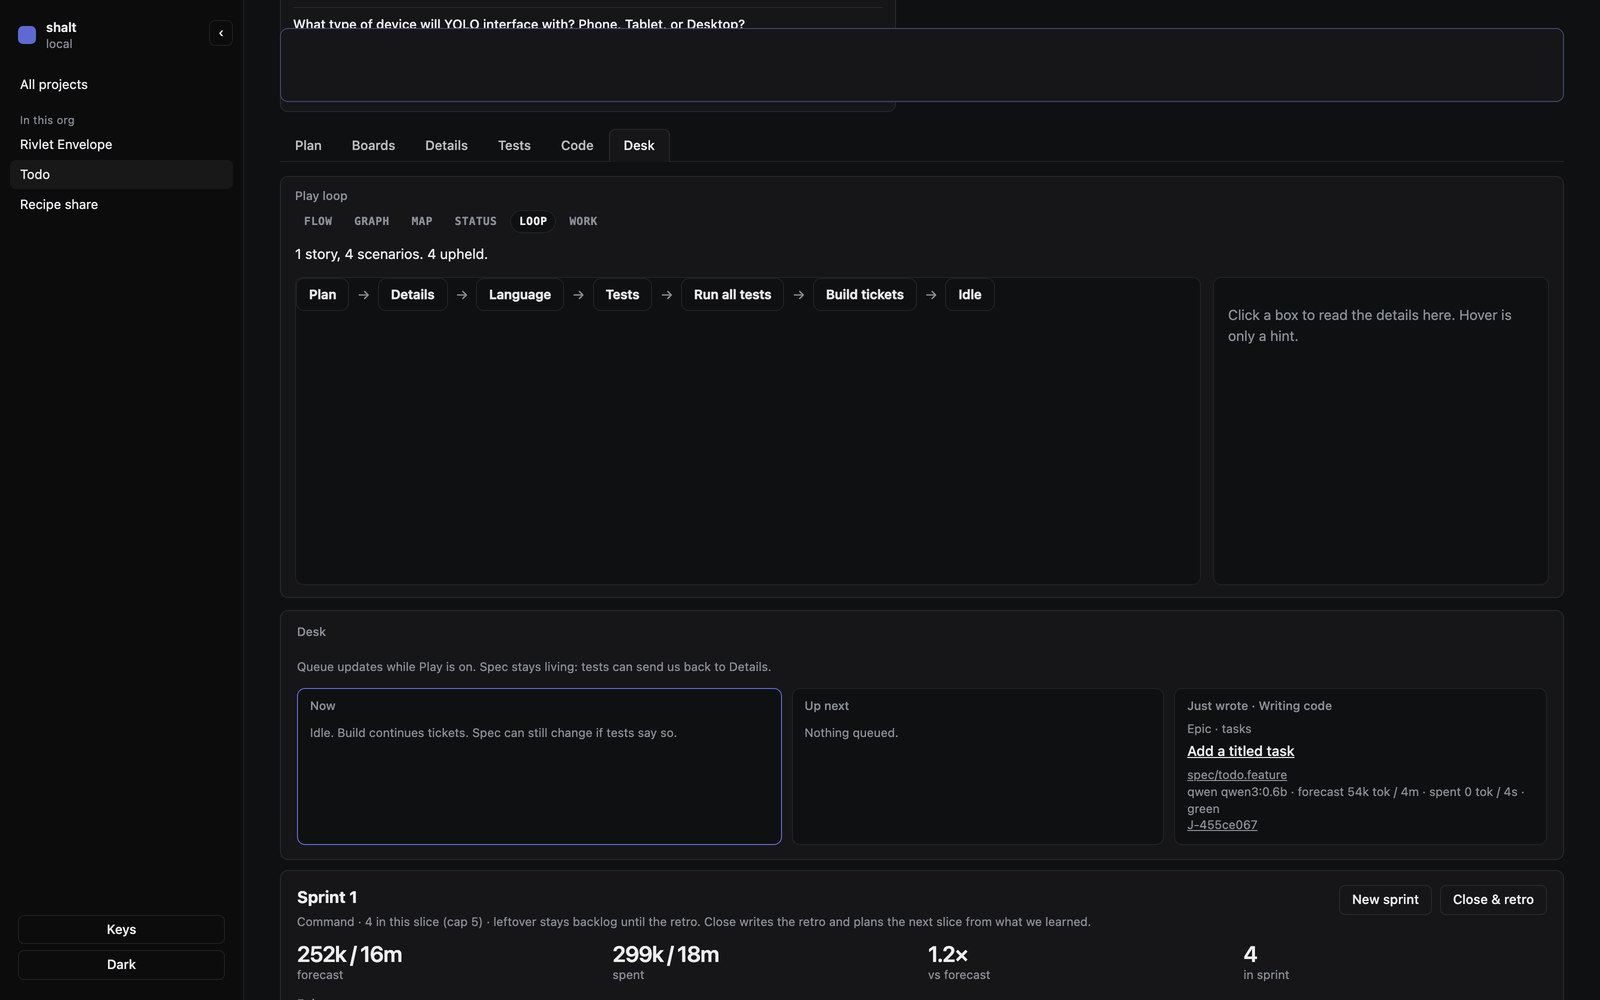 shalt
local
All projects
In this org
Rivlet Envelope
Todo
Recipe share
Keys
Dark
What type of device will YOLO interface with? Phone, Tablet, or Desktop?
Plan Boards Details Tests Code Desk
Play loop
FLOW GRAPH MAP STATUS LOOP WORK
1 story, 4 scenarios. 4 upheld.
Plan → Details → Language → Tests → Run all tests → Build tickets → Idle
Click a box to read the details here. Hover is
only a hint.
Desk
Queue updates while Play is on. Spec stays living: tests can send us back to Details.
Now
Idle. Build continues tickets. Spec can still change if tests say so.
Up next
Nothing queued.
Just wrote · Writing code
Epic · tasks
Add a titled task
spec/todo.feature
qwen qwen3:0.6b · forecast 54k tok / 4m · spent 0 tok / 4s ·
green
J-455ce067
Sprint 1
New sprint
Close & retro
Command · 4 in this slice (cap 5) · leftover stays backlog until the retro. Close writes the retro and plans the next slice from what we learned.
252k / 16m
forecast
299k / 18m
spent
1.2×
vs forecast
4
in sprint